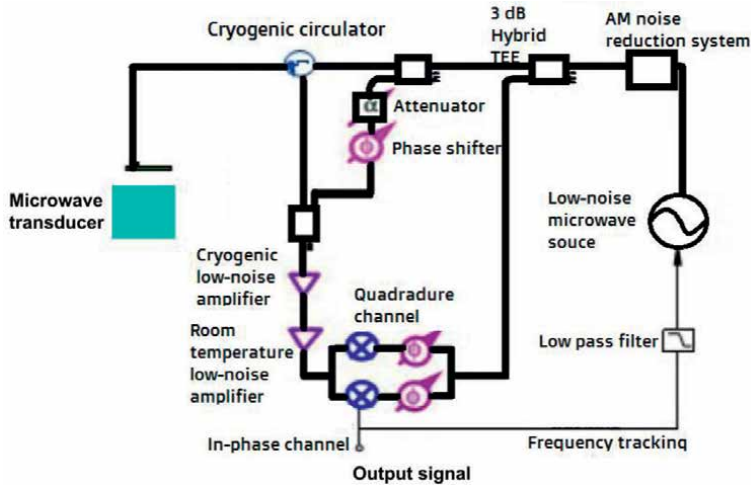 Cryogenic circulator
3 dB
Hybrid
TEE
AM noise
reduction system
α
Attenuator
ϕ
Phase shifter
Microwave
transducer
Low-noise
microwave
souce
Cryogenic
low-noise
amplifier
Quadradure
channel
ϕ
Room
temperature
low-noise
amplifier
ϕ
Low pass filter
In-phase channel
Frequency tracking
Output signal